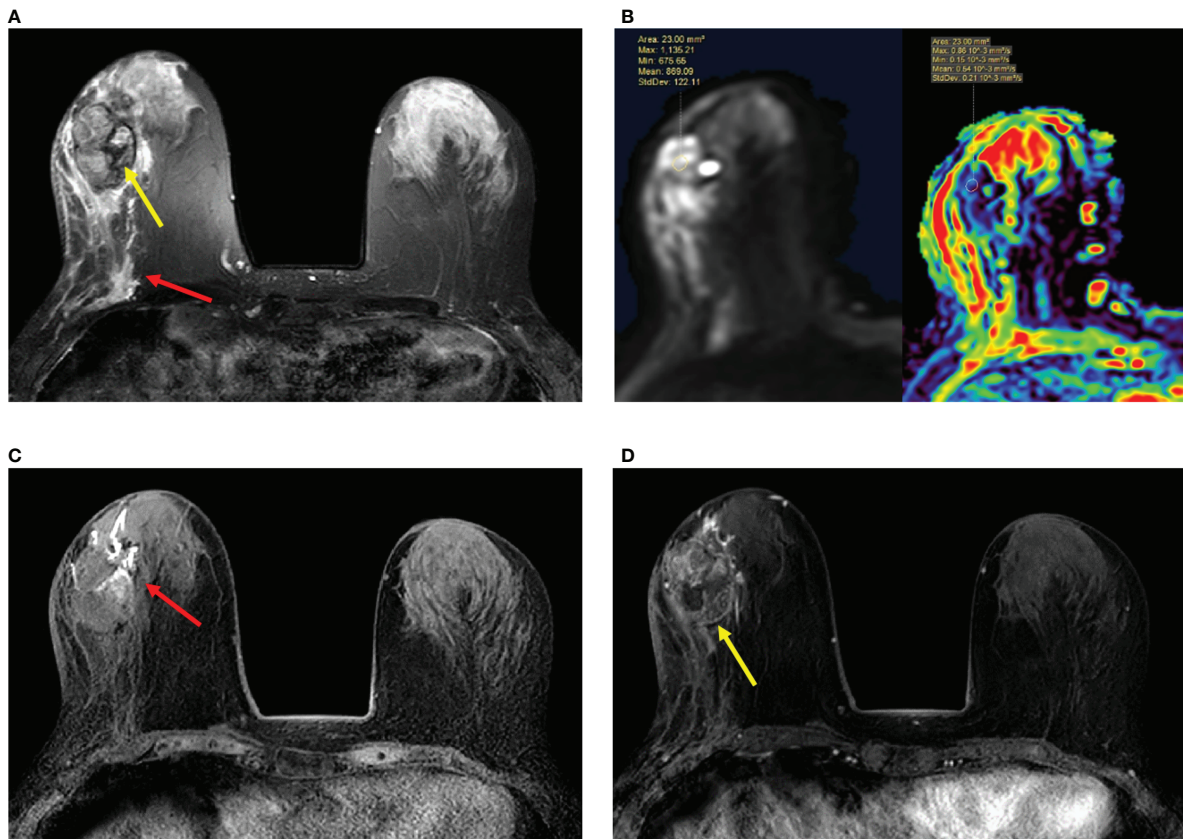 A
B
Area: 23.00 mm²
Max: 1,135.21
Min: 675.65
Mean: 869.09
StdDev: 122.11
Area: 23.00 mm²
Max: 0.86 10^-3 mm²/s
Min: 0.15 10^-3 mm²/s
Mean: 0.54 10^-3 mm²/s
StdDev: 0.21 10^-3 mm²/s
C
D